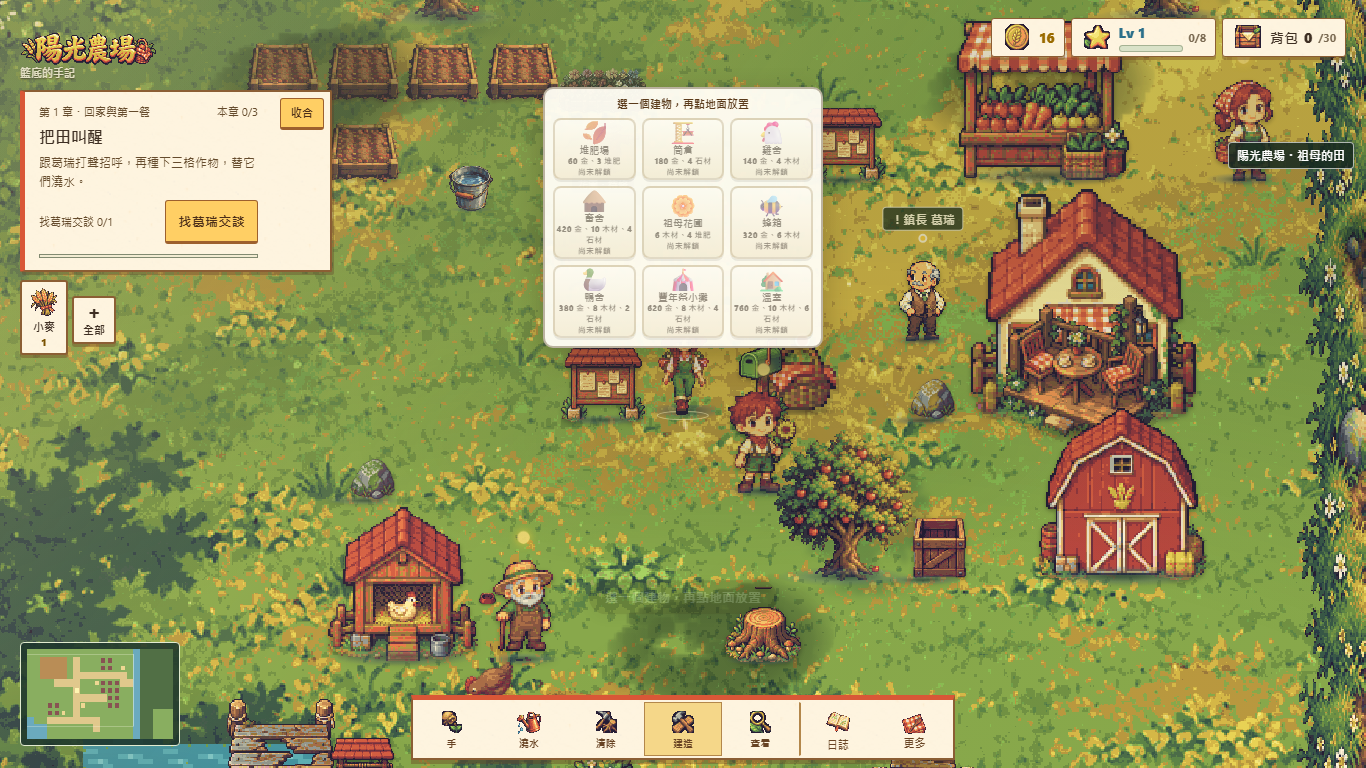 陽光農場
籃底的手記
第 1 章 · 回家與第一餐
本章 0/3
收合
把田叫醒
跟葛瑞打聲招呼，再種下三格作物，替它
們澆水。
找葛瑞交談 0/1
找葛瑞交談
小麥
1
+
全部
16
Lv 1
0/8
背包 0 /30
陽光農場 · 祖母的田
！鎮長 葛瑞
選一個建物，再點地面放置
堆肥場
60 金 · 3 堆肥
尚未解鎖
筒倉
180 金 · 4 石材
尚未解鎖
雞舍
140 金 · 4 木材
尚未解鎖
畜舍
420 金 · 10 木材 · 4
石材
尚未解鎖
祖母花圃
6 木材 · 4 堆肥
尚未解鎖
蜂箱
320 金 · 6 木材
尚未解鎖
鴨舍
380 金 · 8 木材 · 2
石材
尚未解鎖
豐年祭小攤
620 金 · 8 木材 · 4
石材
尚未解鎖
溫室
760 金 · 10 木材 · 6
石材
尚未解鎖
選一個建物，再點地面放置
手
澆水
清除
建造
查看
日誌
更多